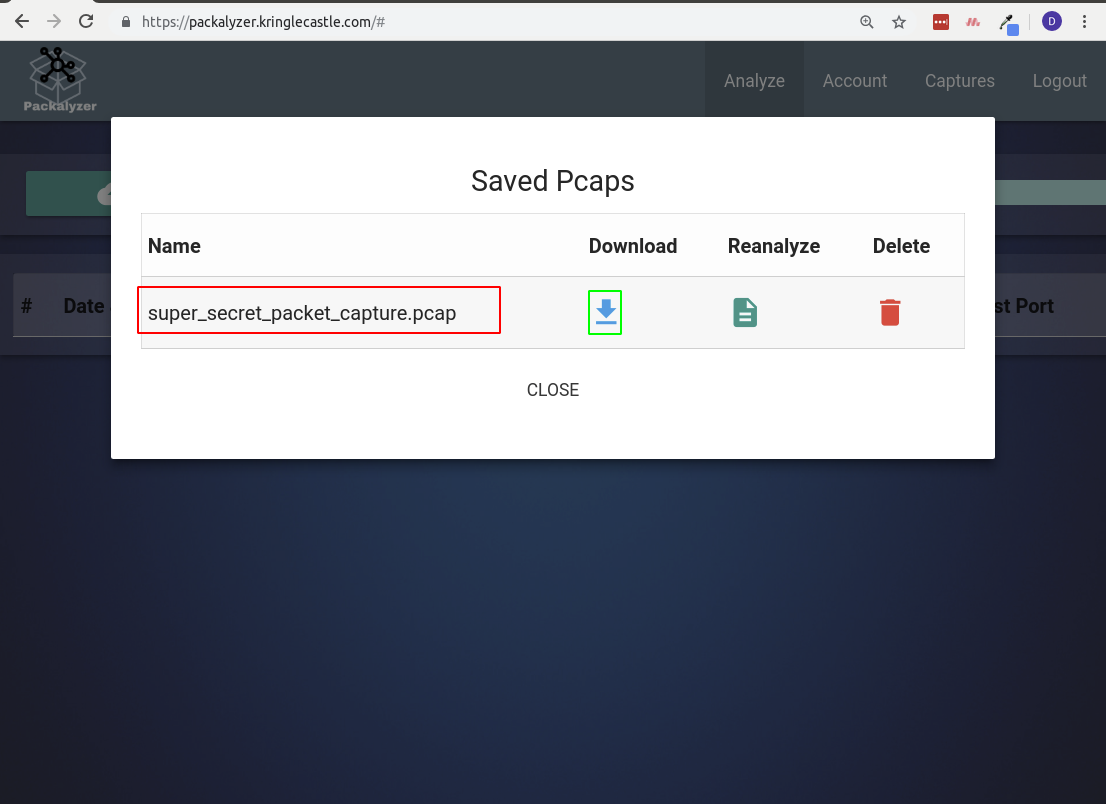 https://packalyzer.kringlecastle.com/#
D
Packalyzer
Analyze Account Captures Logout
Saved Pcaps
Name Download Reanalyze Delete
# Date st Port
super_secret_packet_capture.pcap
CLOSE